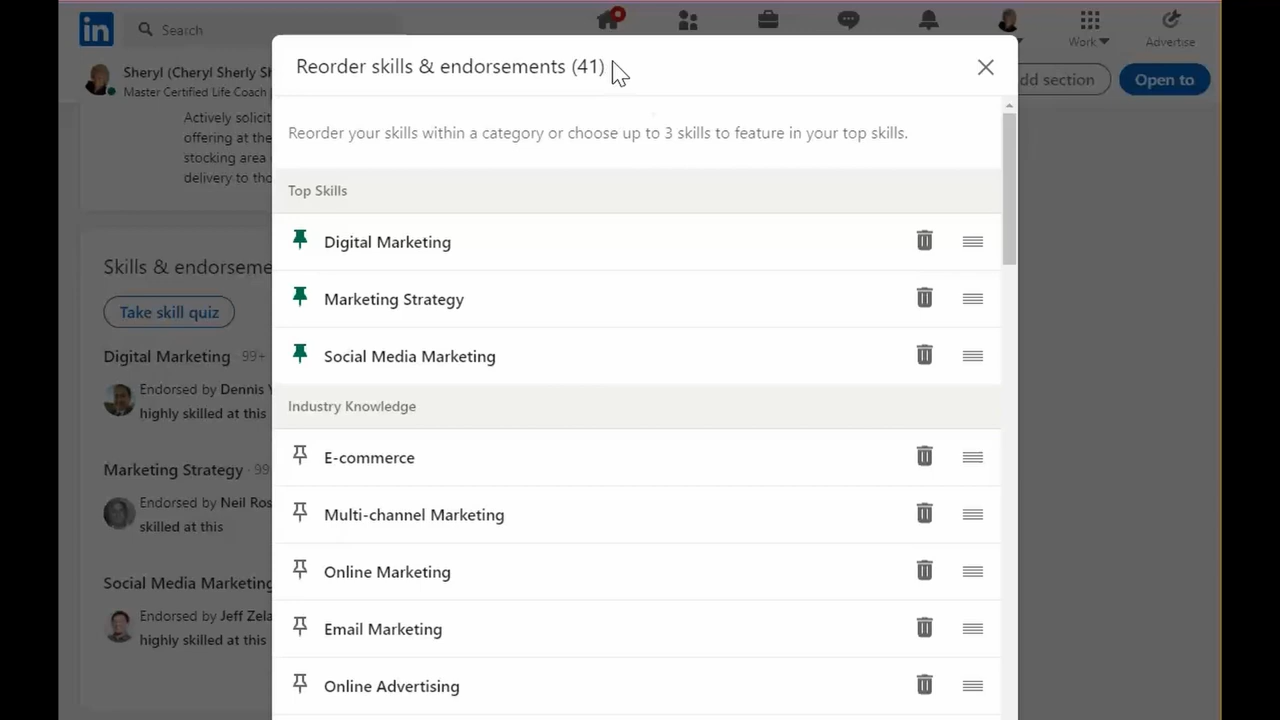 in
Search
Work
Advertise
Sheryl (Cheryl Sherly Sh
Master Certified Life Coach |
dd section
Open to
Actively solicit
offering at the
stocking area
delivery to tho
Skills & endorseme
Take skill quiz
Digital Marketing · 99+
Endorsed by Dennis Y
highly skilled at this
Marketing Strategy · 99
Endorsed by Neil Ros
skilled at this
Social Media Marketing
Endorsed by Jeff Zela
highly skilled at this
Reorder skills & endorsements (41)
Reorder your skills within a category or choose up to 3 skills to feature in your top skills.
Top Skills
Digital Marketing
Marketing Strategy
Social Media Marketing
Industry Knowledge
E-commerce
Multi-channel Marketing
Online Marketing
Email Marketing
Online Advertising